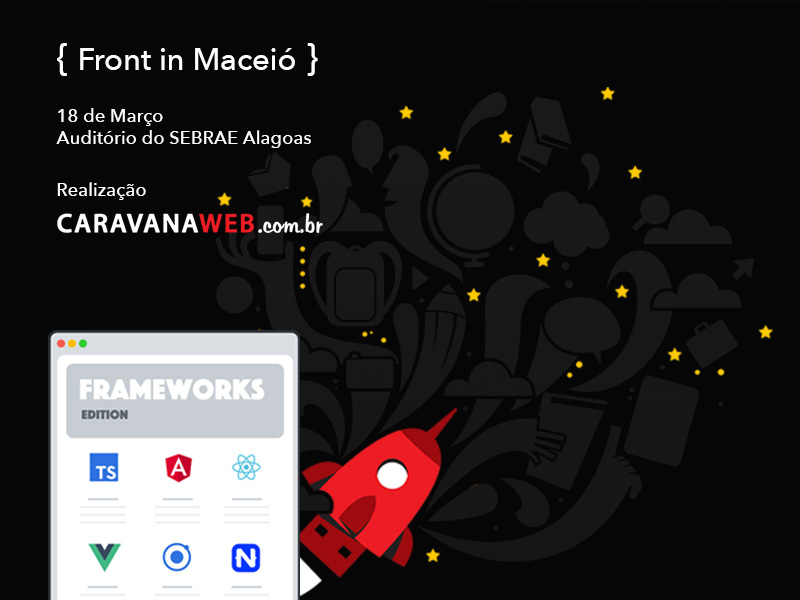 { Front in Maceió }
18 de Março
Auditório do SEBRAE Alagoas
Realização
CARAVANAWEB.com.br
FRAMEWORKS
EDITION
TS
A
N